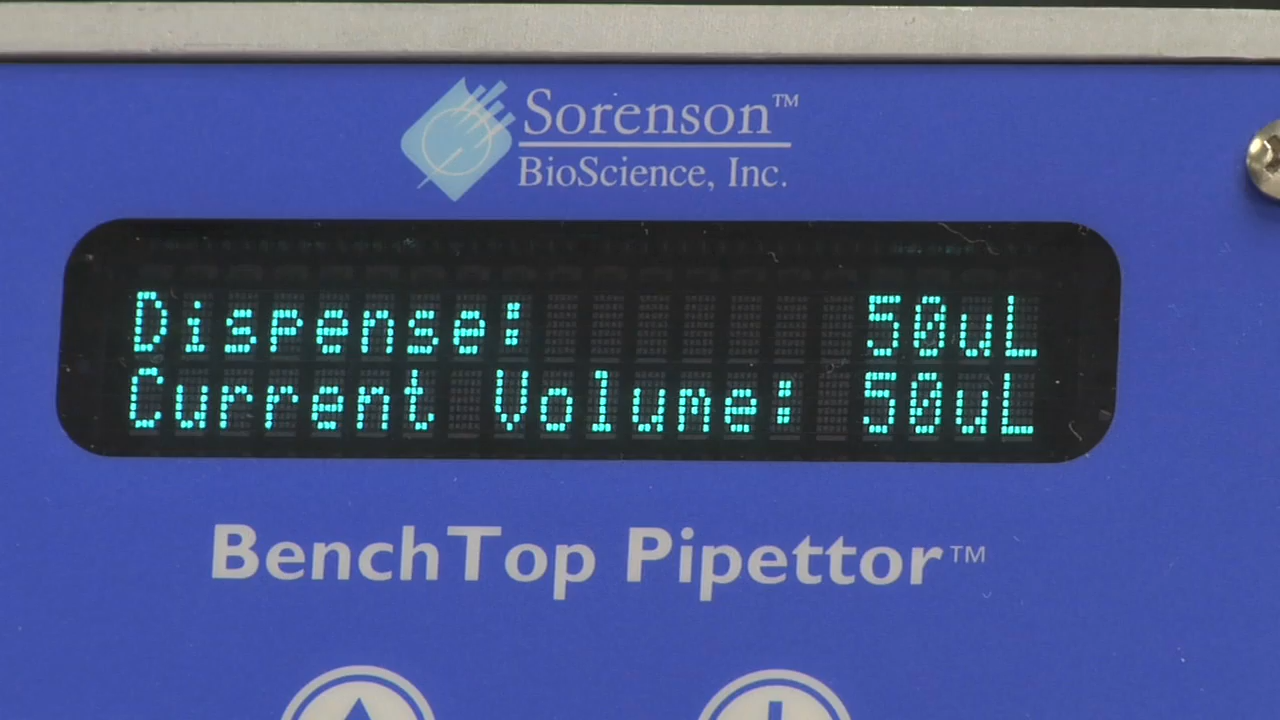 Sorenson™
BioScience, Inc.
Dispense: 50uL
Current Volume: 50uL
BenchTop Pipettor™